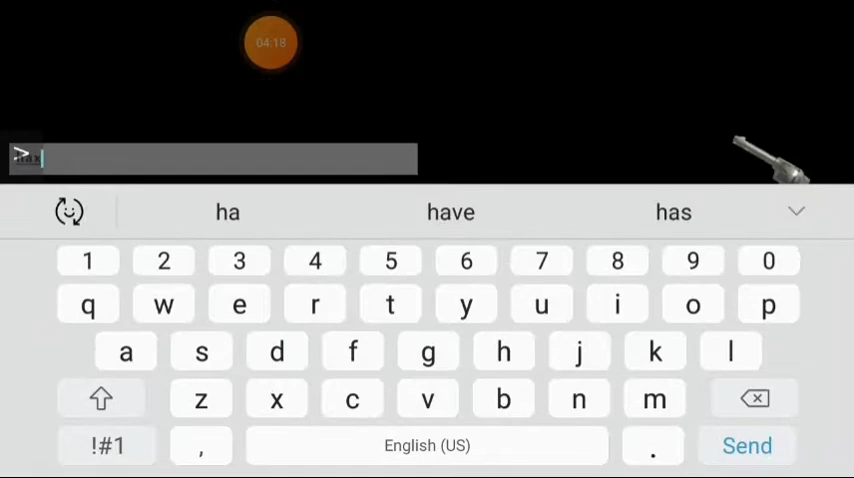 04:18
>
hax
ha have has
1 2 3 4 5 6 7 8 9 0
q w e r t y u i o p
a s d f g h j k l
z x c v b n m
!#1 , English (US) . Send